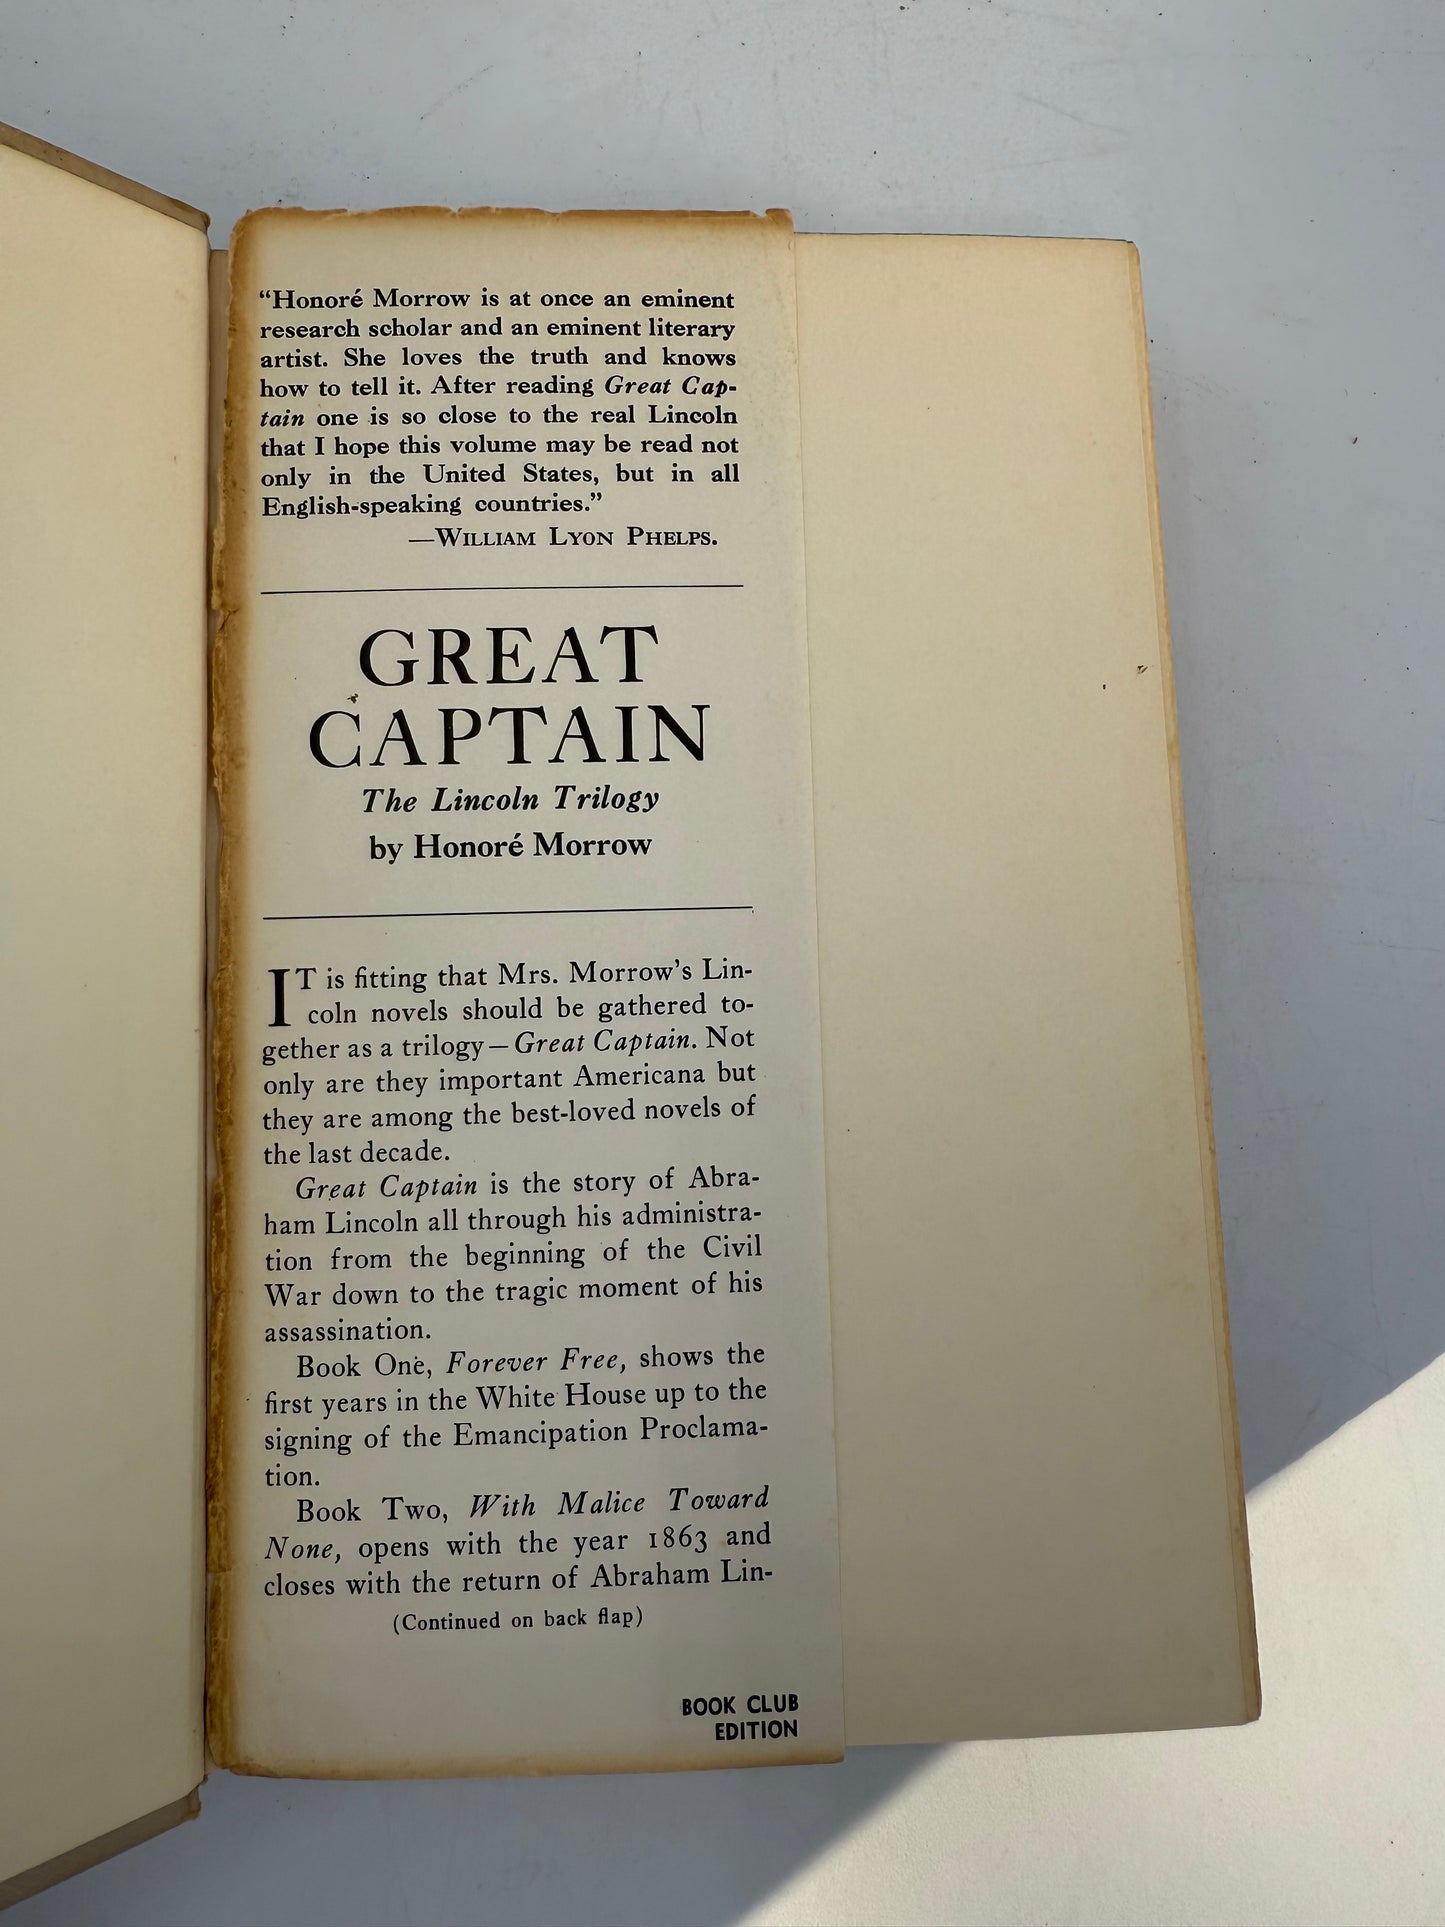 “Honoré Morrow is at once an eminent
research scholar and an eminent literary
artist. She loves the truth and knows
how to tell it. After reading Great Cap-
tain one is so close to the real Lincoln
that I hope this volume may be read not
only in the United States, but in all
English-speaking countries.”
—William Lyon Phelps.
GREAT
CAPTAIN
The Lincoln Trilogy
by Honoré Morrow
IT is fitting that Mrs. Morrow’s Lin-
coln novels should be gathered to-
gether as a trilogy—Great Captain. Not
only are they important Americana but
they are among the best-loved novels of
the last decade.
Great Captain is the story of Abra-
ham Lincoln all through his administra-
tion from the beginning of the Civil
War down to the tragic moment of his
assassination.
Book One, Forever Free, shows the
first years in the White House up to the
signing of the Emancipation Proclama-
tion.
Book Two, With Malice Toward
None, opens with the year 1863 and
closes with the return of Abraham Lin-
(Continued on back flap)
BOOK CLUB
EDITION